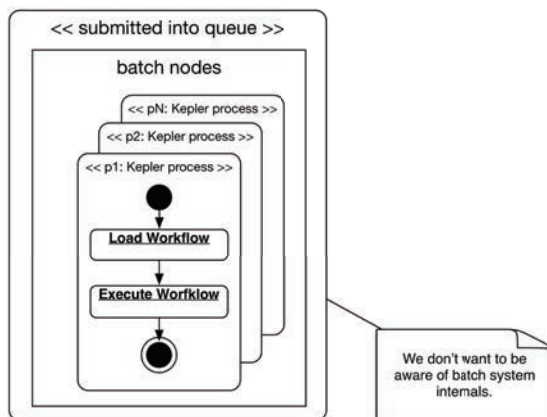 << submitted into queue >>
batch nodes
<< pN: Kepler process >>
<< p2: Kepler process >>
<< p1: Kepler process >>
Load Workflow
Execute Worfklow
We don't want to be
aware of batch system
internals.